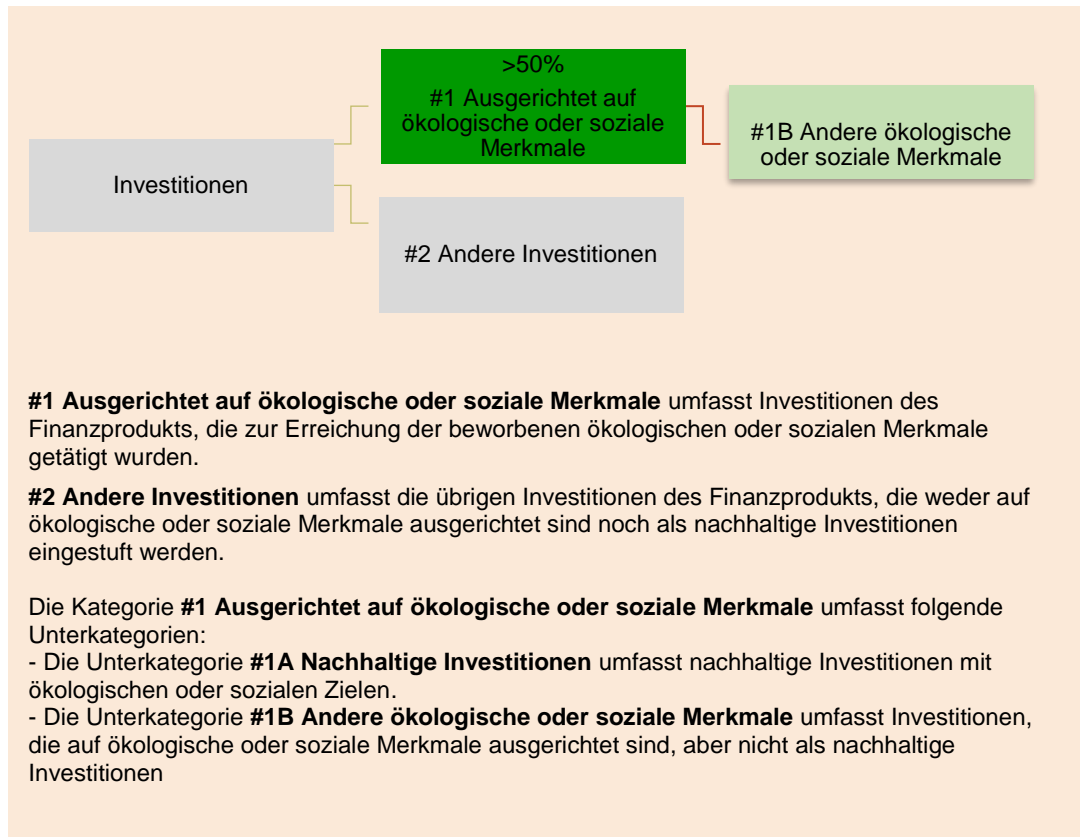 >50%
#1 Ausgerichtet auf
ökologische oder soziale
Merkmale
#1B Andere ökologische
oder soziale Merkmale
Investitionen
#2 Andere Investitionen
#1 Ausgerichtet auf ökologische oder soziale Merkmale umfasst Investitionen des
Finanzprodukts, die zur Erreichung der beworbenen ökologischen oder sozialen Merkmale
getätigt wurden.
#2 Andere Investitionen umfasst die übrigen Investitionen des Finanzprodukts, die weder auf
ökologische oder soziale Merkmale ausgerichtet sind noch als nachhaltige Investitionen
eingestuft werden.
Die Kategorie #1 Ausgerichtet auf ökologische oder soziale Merkmale umfasst folgende
Unterkategorien:
- Die Unterkategorie #1A Nachhaltige Investitionen umfasst nachhaltige Investitionen mit
ökologischen oder sozialen Zielen.
- Die Unterkategorie #1B Andere ökologische oder soziale Merkmale umfasst Investitionen,
die auf ökologische oder soziale Merkmale ausgerichtet sind, aber nicht als nachhaltige
Investitionen